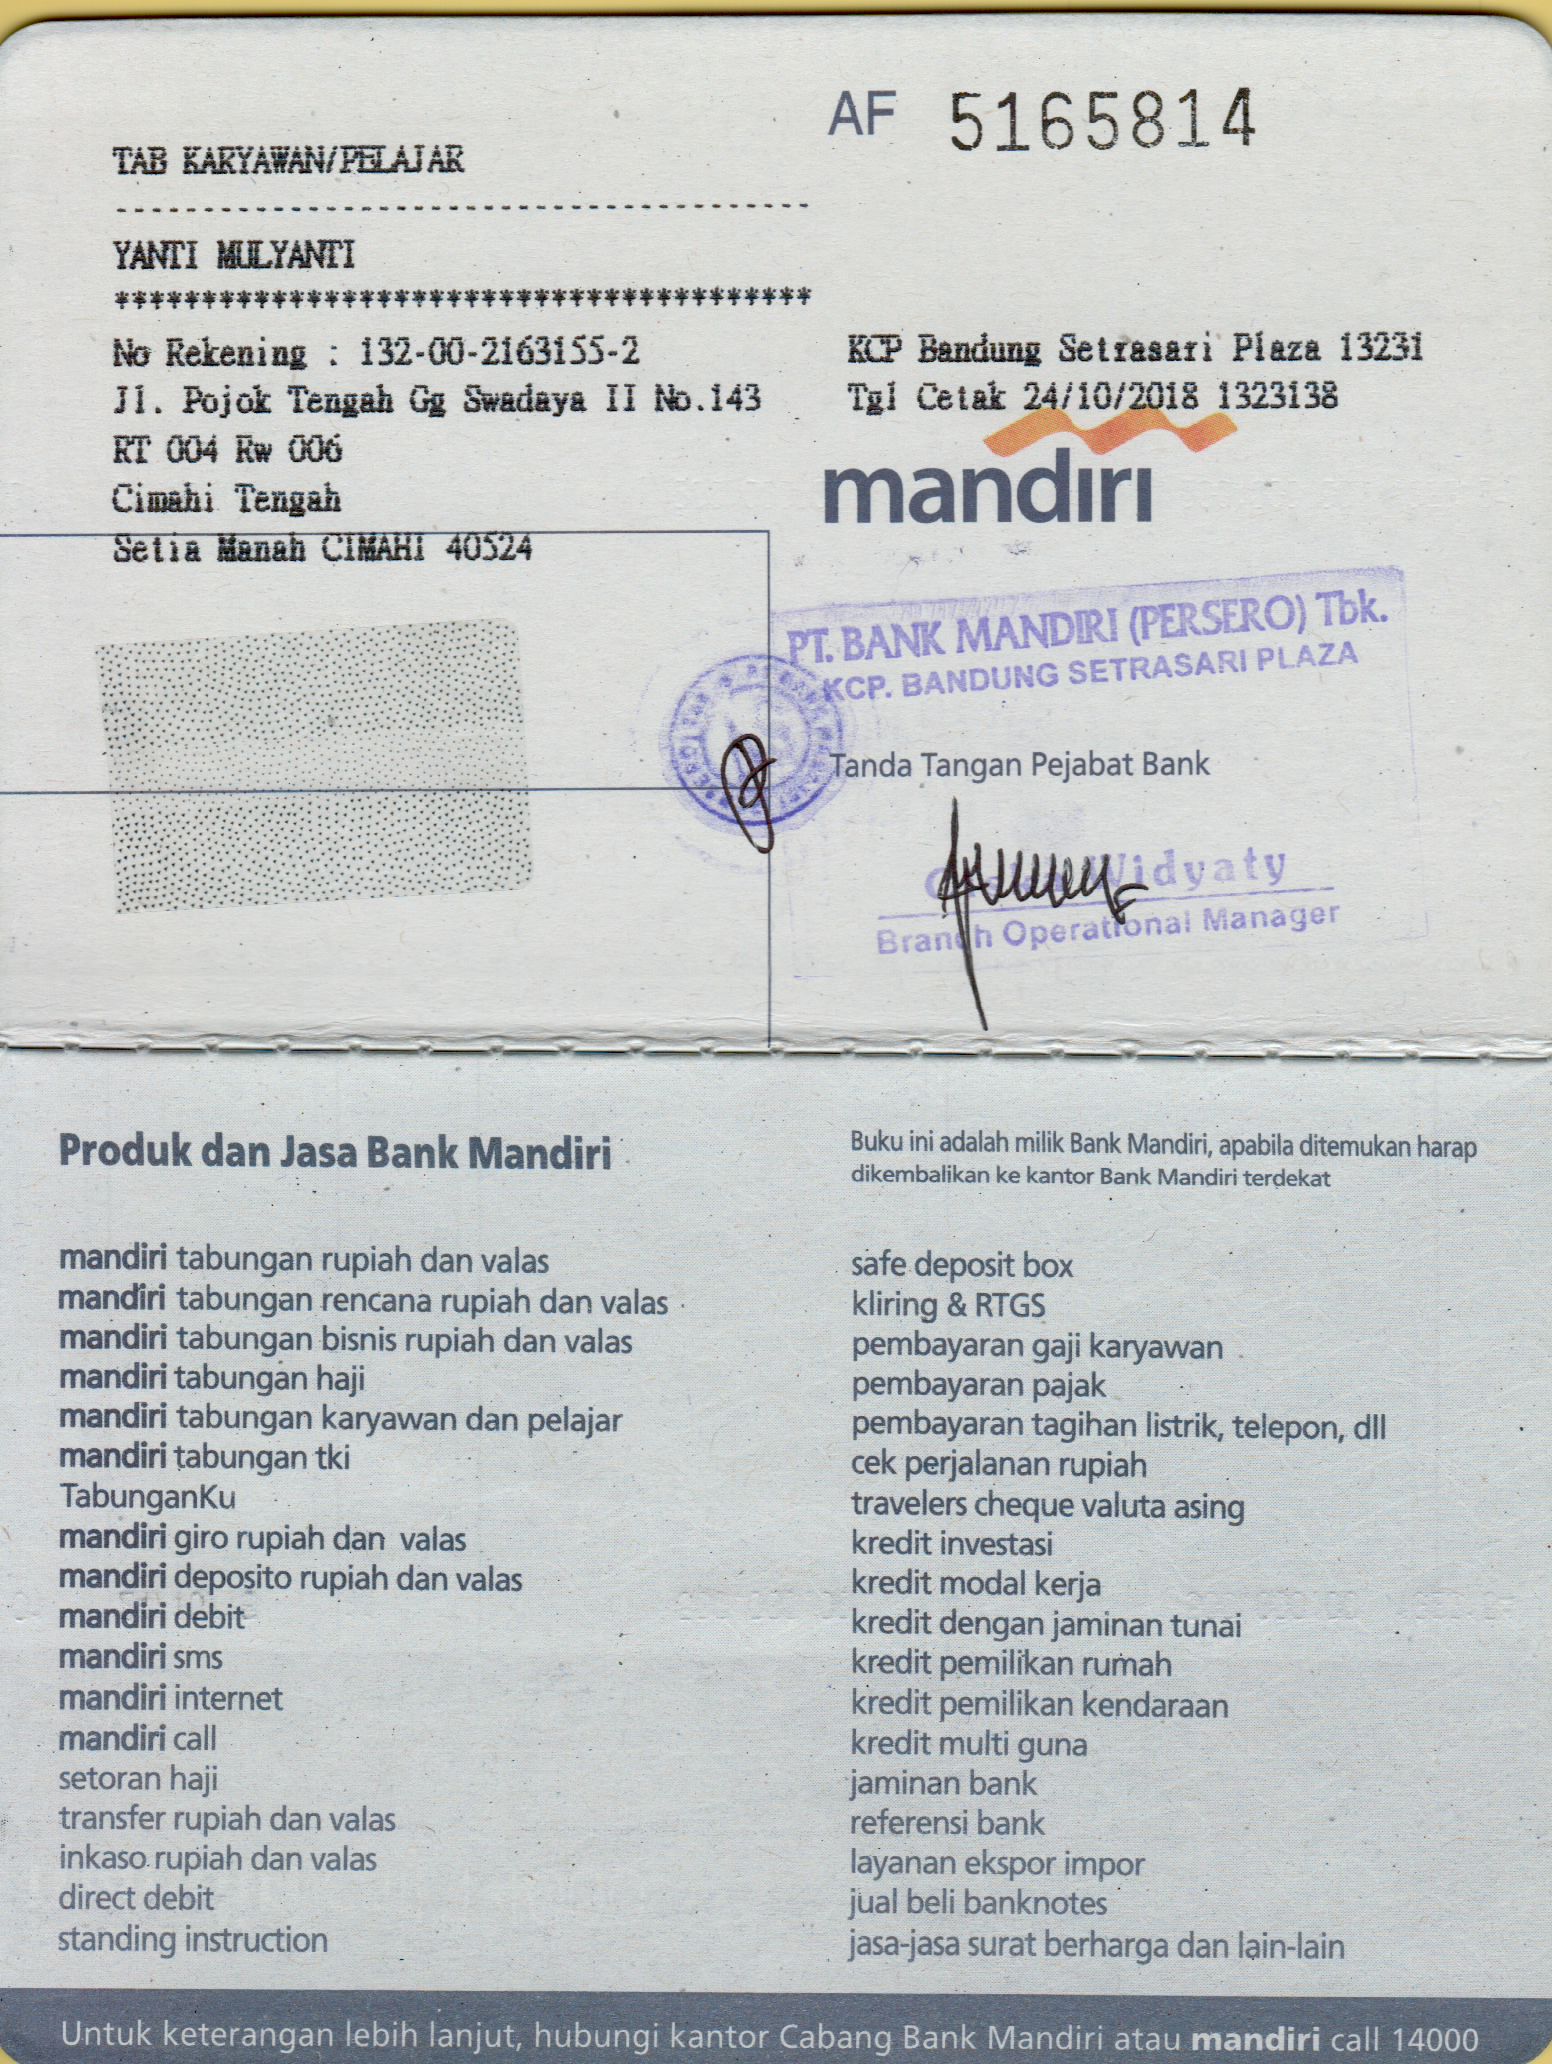 AF 5165814
TAB KARYAWAN/PELAJAR
----------------------------------------
YANTI MULYANTI
****************************************
No Rekening : 132-00-2163155-2
Jl. Pojok Tengah Gg Swadaya II No.143
RT 004 Rw 006
Cimahi Tengah
Setia Manah CIMAHI 40524
KCP Bandung Setrasari Plaza 13231
Tgl Cetak 24/10/2018 1323138
mandiri
PT. BANK MANDIRI (PERSERO) Tbk.
KCP. BANDUNG SETRASARI PLAZA
Tanda Tangan Pejabat Bank
Widyaty
Branch Operational Manager
Produk dan Jasa Bank Mandiri
mandiri tabungan rupiah dan valas
mandiri tabungan rencana rupiah dan valas
mandiri tabungan bisnis rupiah dan valas
mandiri tabungan haji
mandiri tabungan karyawan dan pelajar
mandiri tabungan tki
TabunganKu
mandiri giro rupiah dan valas
mandiri deposito rupiah dan valas
mandiri debit
mandiri sms
mandiri internet
mandiri call
setoran haji
transfer rupiah dan valas
inkaso rupiah dan valas
direct debit
standing instruction
Buku ini adalah milik Bank Mandiri, apabila ditemukan harap
dikembalikan ke kantor Bank Mandiri terdekat
safe deposit box
kliring & RTGS
pembayaran gaji karyawan
pembayaran pajak
pembayaran tagihan listrik, telepon, dll
cek perjalanan rupiah
travelers cheque valuta asing
kredit investasi
kredit modal kerja
kredit dengan jaminan tunai
kredit pemilikan rumah
kredit pemilikan kendaraan
kredit multi guna
jaminan bank
referensi bank
layanan ekspor impor
jual beli banknotes
jasa-jasa surat berharga dan lain-lain
Untuk keterangan lebih lanjut, hubungi kantor Cabang Bank Mandiri atau mandiri call 14000